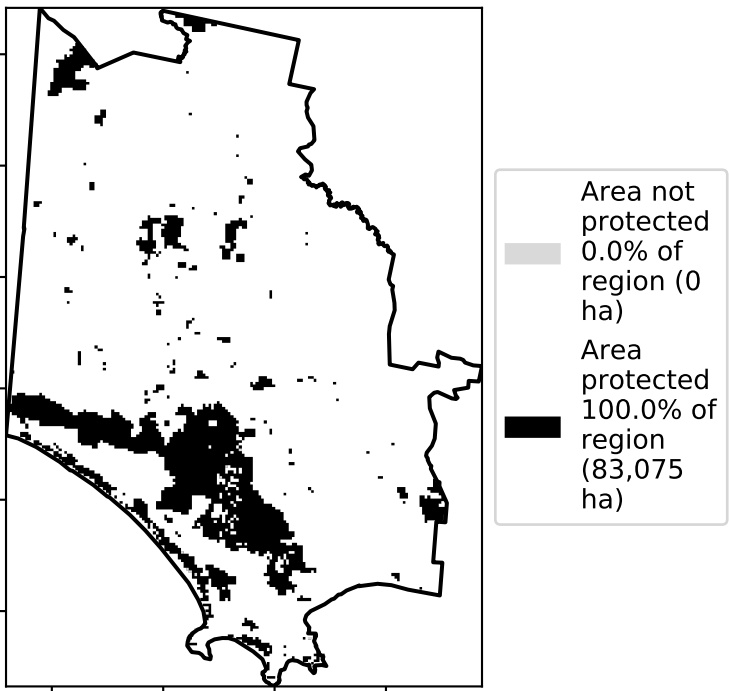 Area not
protected
0.0% of
region (0
ha)
Area
protected
100.0% of
region
(83,075
ha)